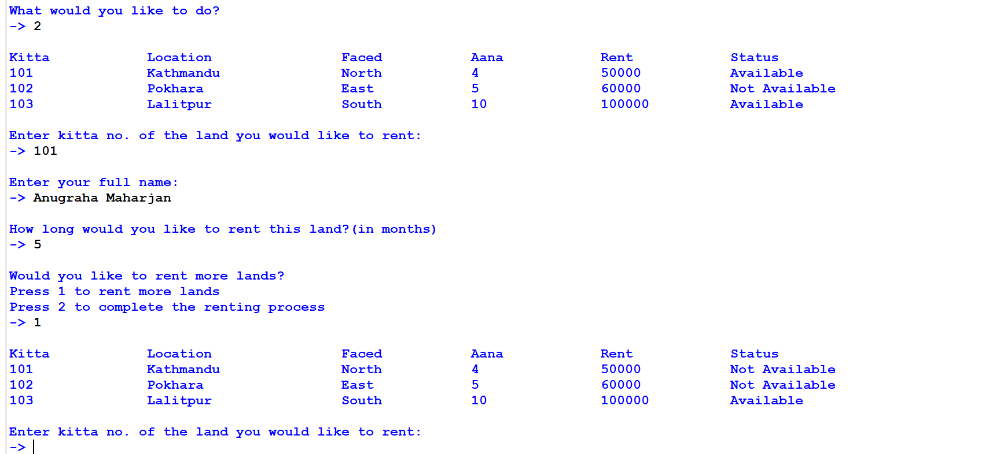 What would you like to do?
-> 2
Kitta Location Faced Aana Rent Status
101 Kathmandu North 4 50000 Available
102 Pokhara East 5 60000 Not Available
103 Lalitpur South 10 100000 Available
Enter kitta no. of the land you would like to rent:
-> 101
Enter your full name:
-> Anugraha Maharjan
How long would you like to rent this land?(in months)
-> 5
Would you like to rent more lands?
Press 1 to rent more lands
Press 2 to complete the renting process
-> 1
Kitta Location Faced Aana Rent Status
101 Kathmandu North 4 50000 Not Available
102 Pokhara East 5 60000 Not Available
103 Lalitpur South 10 100000 Available
Enter kitta no. of the land you would like to rent:
->